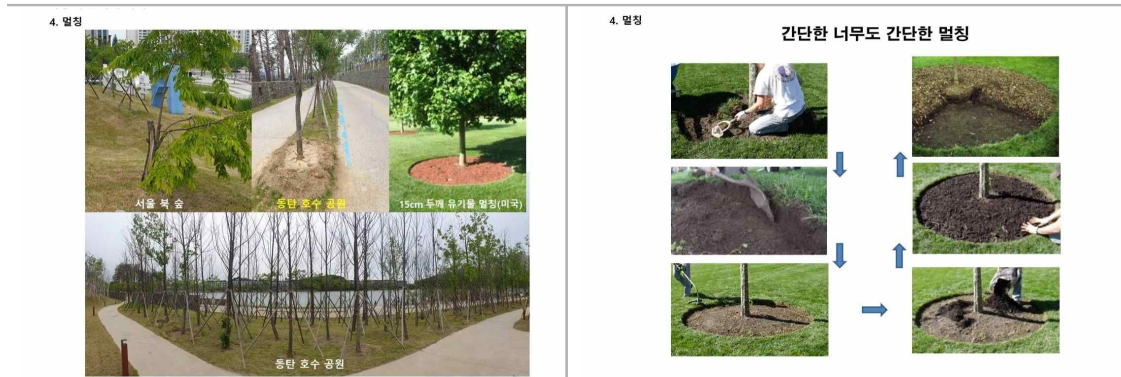 4. 멀칭
서울 북 숲
동탄 호수 공원
15cm 두께 유기물 멀칭(미국)
동탄 호수 공원
4. 멀칭
간단한 너무도 간단한 멀칭